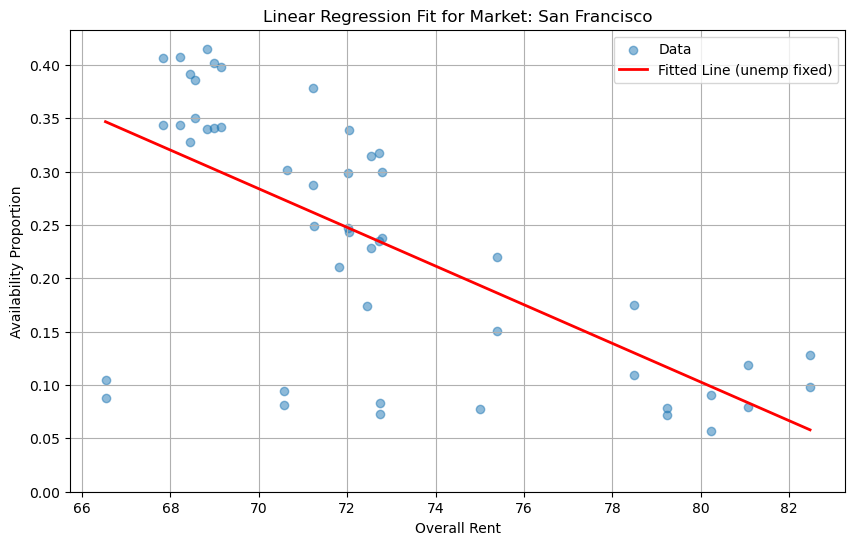 Linear Regression Fit for Market: San Francisco
Data
Fitted Line (unemp fixed)
Availability Proportion
0.40
0.35
0.30
0.25
0.20
0.15
0.10
0.05
0.00
66 68 70 72 74 76 78 80 82
Overall Rent